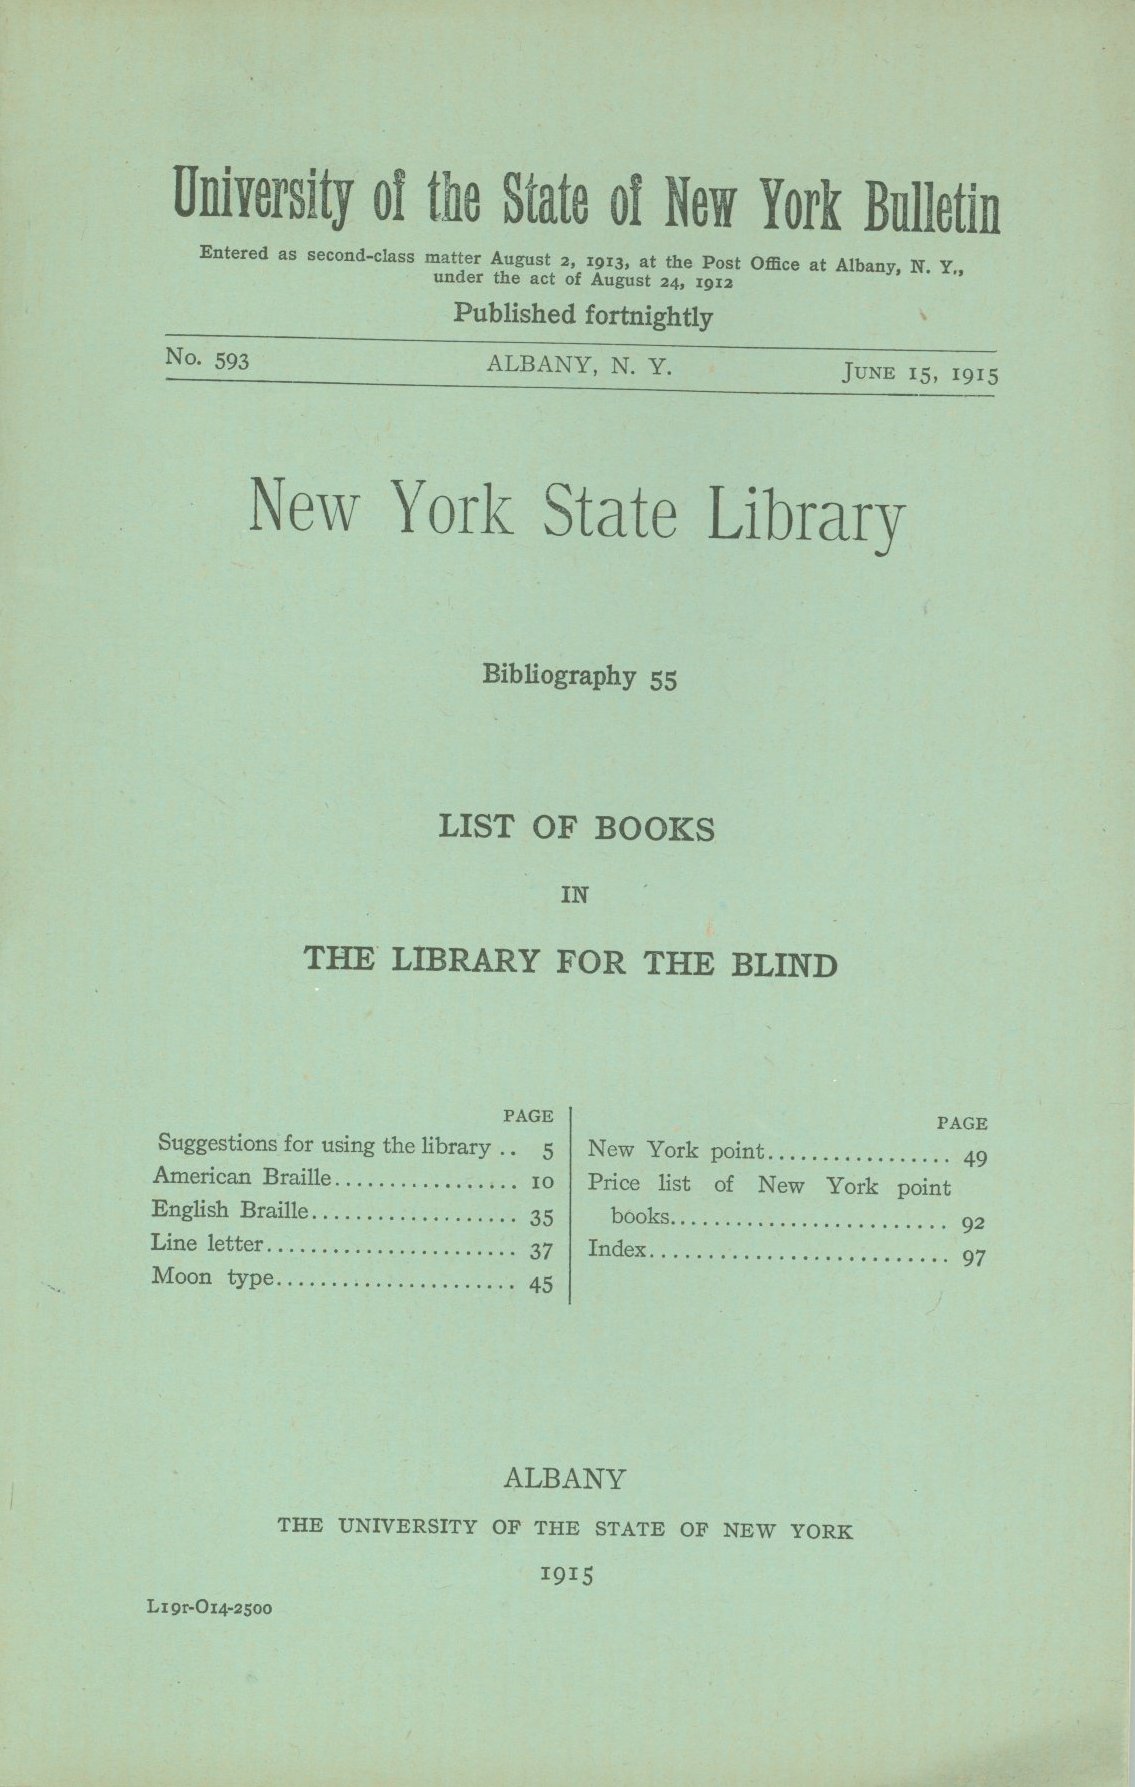 University of the State of New York Bulletin
Entered as second-class matter August 2, 1913, at the Post Office at Albany, N. Y.,
under the act of August 24, 1912
Published fortnightly
No. 593 ALBANY, N. Y. JUNE 15, 1915
New York State Library
Bibliography 55
LIST OF BOOKS
IN
THE LIBRARY FOR THE BLIND
PAGE
Suggestions for using the library .. 5
American Braille................. 10
English Braille................... 35
Line letter....................... 37
Moon type...................... 45
PAGE
New York point................. 49
Price list of New York point
books......................... 92
Index........................... 97
ALBANY
THE UNIVERSITY OF THE STATE OF NEW YORK
1915
L19r-O14-2500